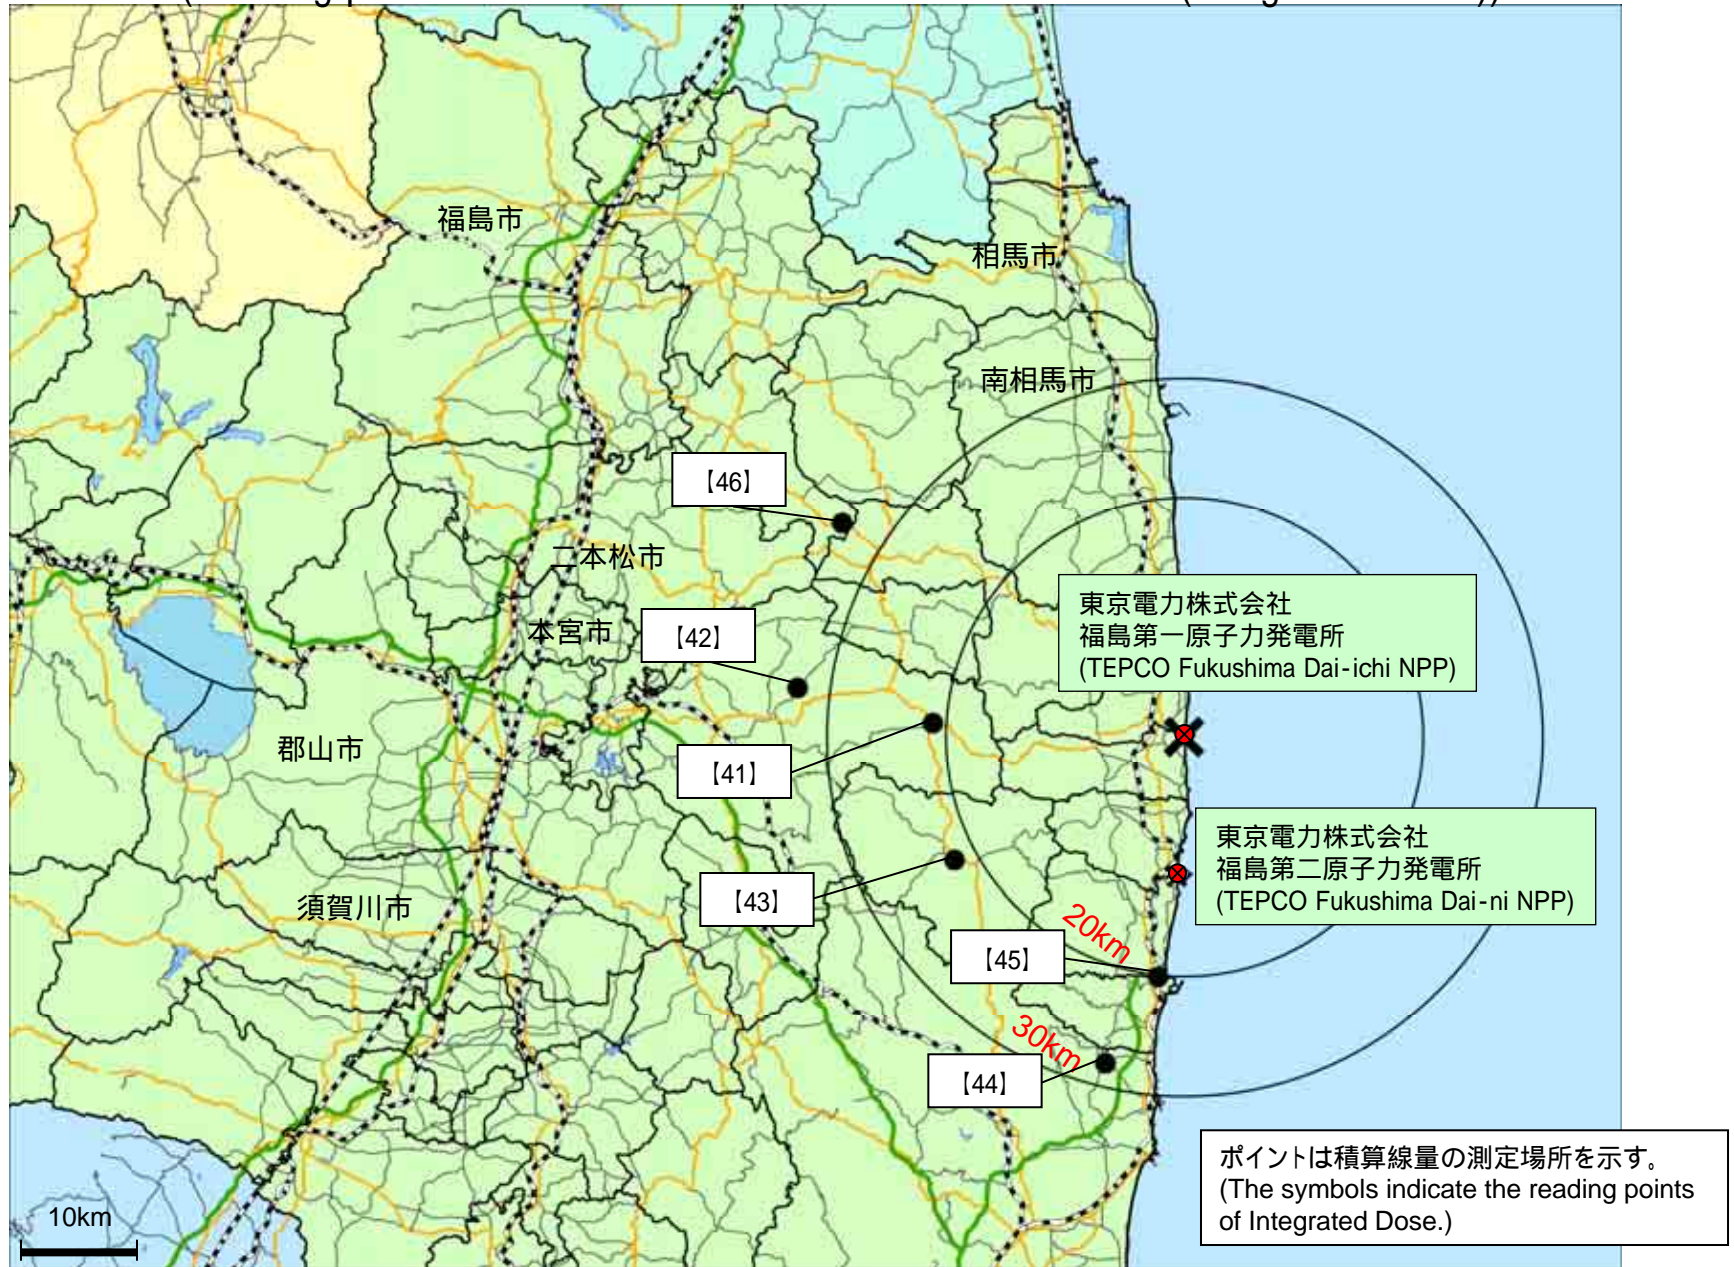 福島市
相馬市
南相馬市
【46】
二本松市
東京電力株式会社
福島第一原子力発電所
(TEPCO Fukushima Dai-ichi NPP)
本宮市
【42】
郡山市
【41】
東京電力株式会社
福島第二原子力発電所
(TEPCO Fukushima Dai-ni NPP)
【43】
須賀川市
20km
【45】
30km
【44】
ポイントは積算線量の測定場所を示す。
(The symbols indicate the reading points
of Integrated Dose.)
10km